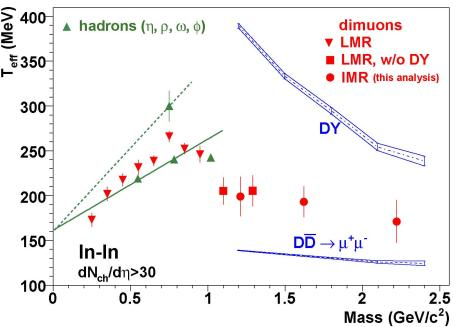 T_eff (MeV)
400
350
300
250
200
150
100
hadrons (η, ρ, ω, φ)
dimuons
LMR
LMR, w/o DY
IMR (this analysis)
DY
DD̅ → μ⁺μ⁻
In-In
dN_ch/dη>30
0
0.5
1
1.5
2
2.5
Mass (GeV/c²)